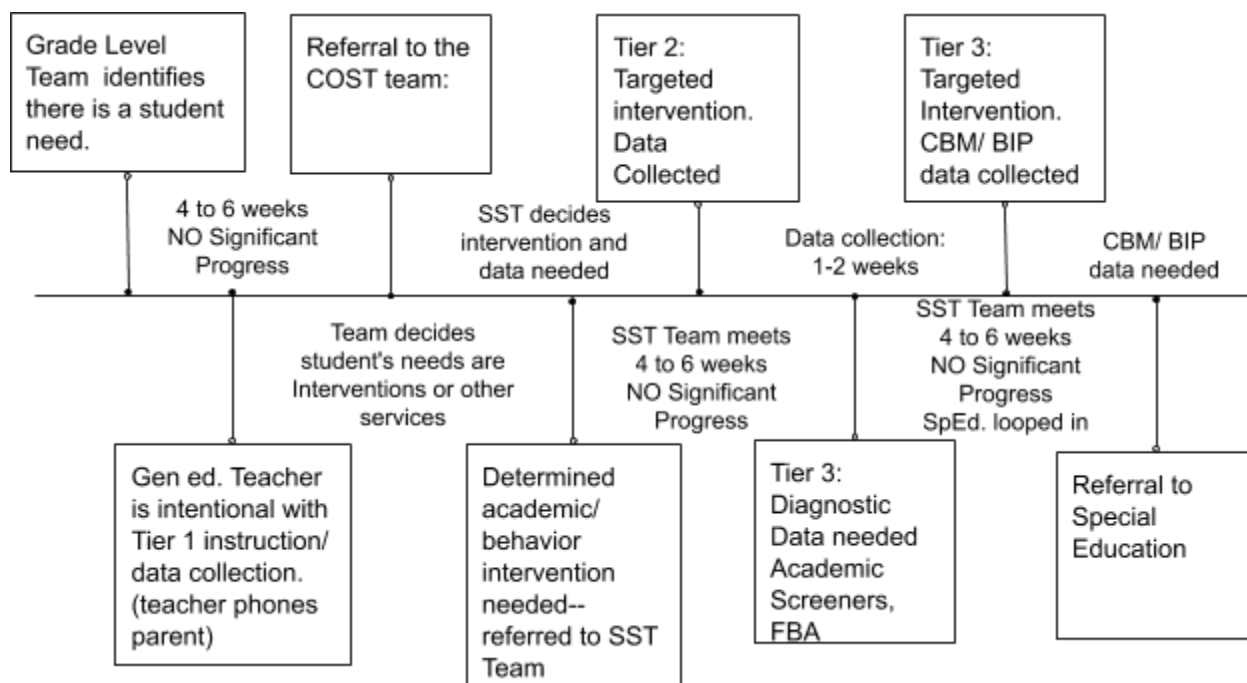 Grade Level
Team identifies
there is a student
need.
4 to 6 weeks
NO Significant
Progress
Gen ed. Teacher
is intentional with
Tier 1 instruction/
data collection.
(teacher phones
parent)
Referral to the
COST team:
Team decides
student's needs are
Interventions or other
services
SST decides
intervention and
data needed
Determined
academic/
behavior
intervention
needed--
referred to SST
Team
Tier 2:
Targeted
intervention.
Data
Collected
SST Team meets
4 to 6 weeks
NO Significant
Progress
Data collection:
1-2 weeks
Tier 3:
Diagnostic
Data needed
Academic
Screeners,
FBA
Tier 3:
Targeted
Intervention.
CBM/ BIP
data collected
SST Team meets
4 to 6 weeks
NO Significant
Progress
SpEd. looped in
CBM/ BIP
data needed
Referral to
Special
Education